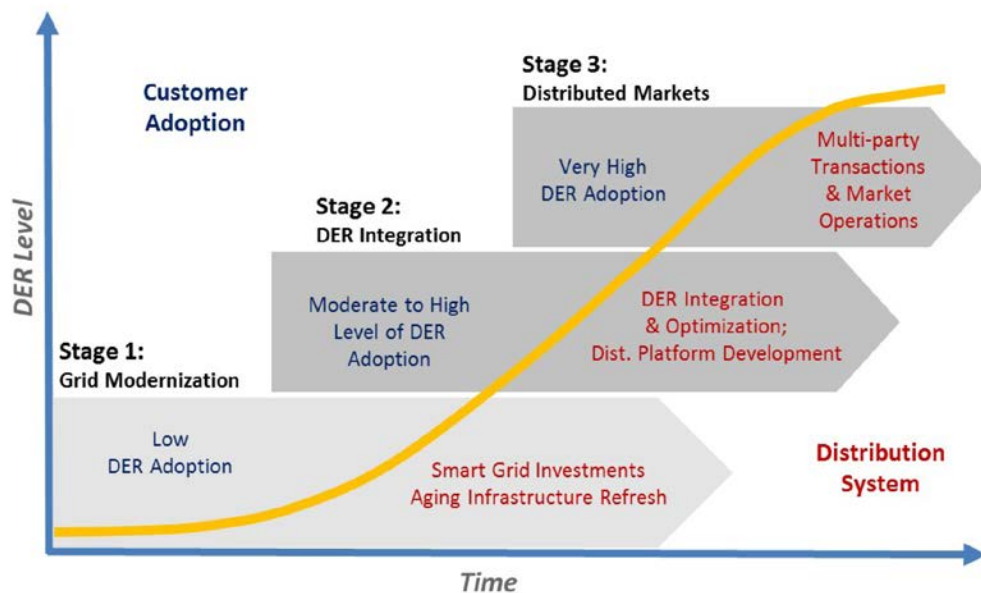 Customer
Adoption
Stage 3:
Distributed Markets
Very High
DER Adoption
Multi-party
Transactions
& Market
Operations
Stage 2:
DER Integration
Moderate to High
Level of DER
Adoption
DER Integration
& Optimization;
Dist. Platform Development
Stage 1:
Grid Modernization
Low
DER Adoption
Smart Grid Investments
Aging Infrastructure Refresh
Distribution
System
DER Level
Time